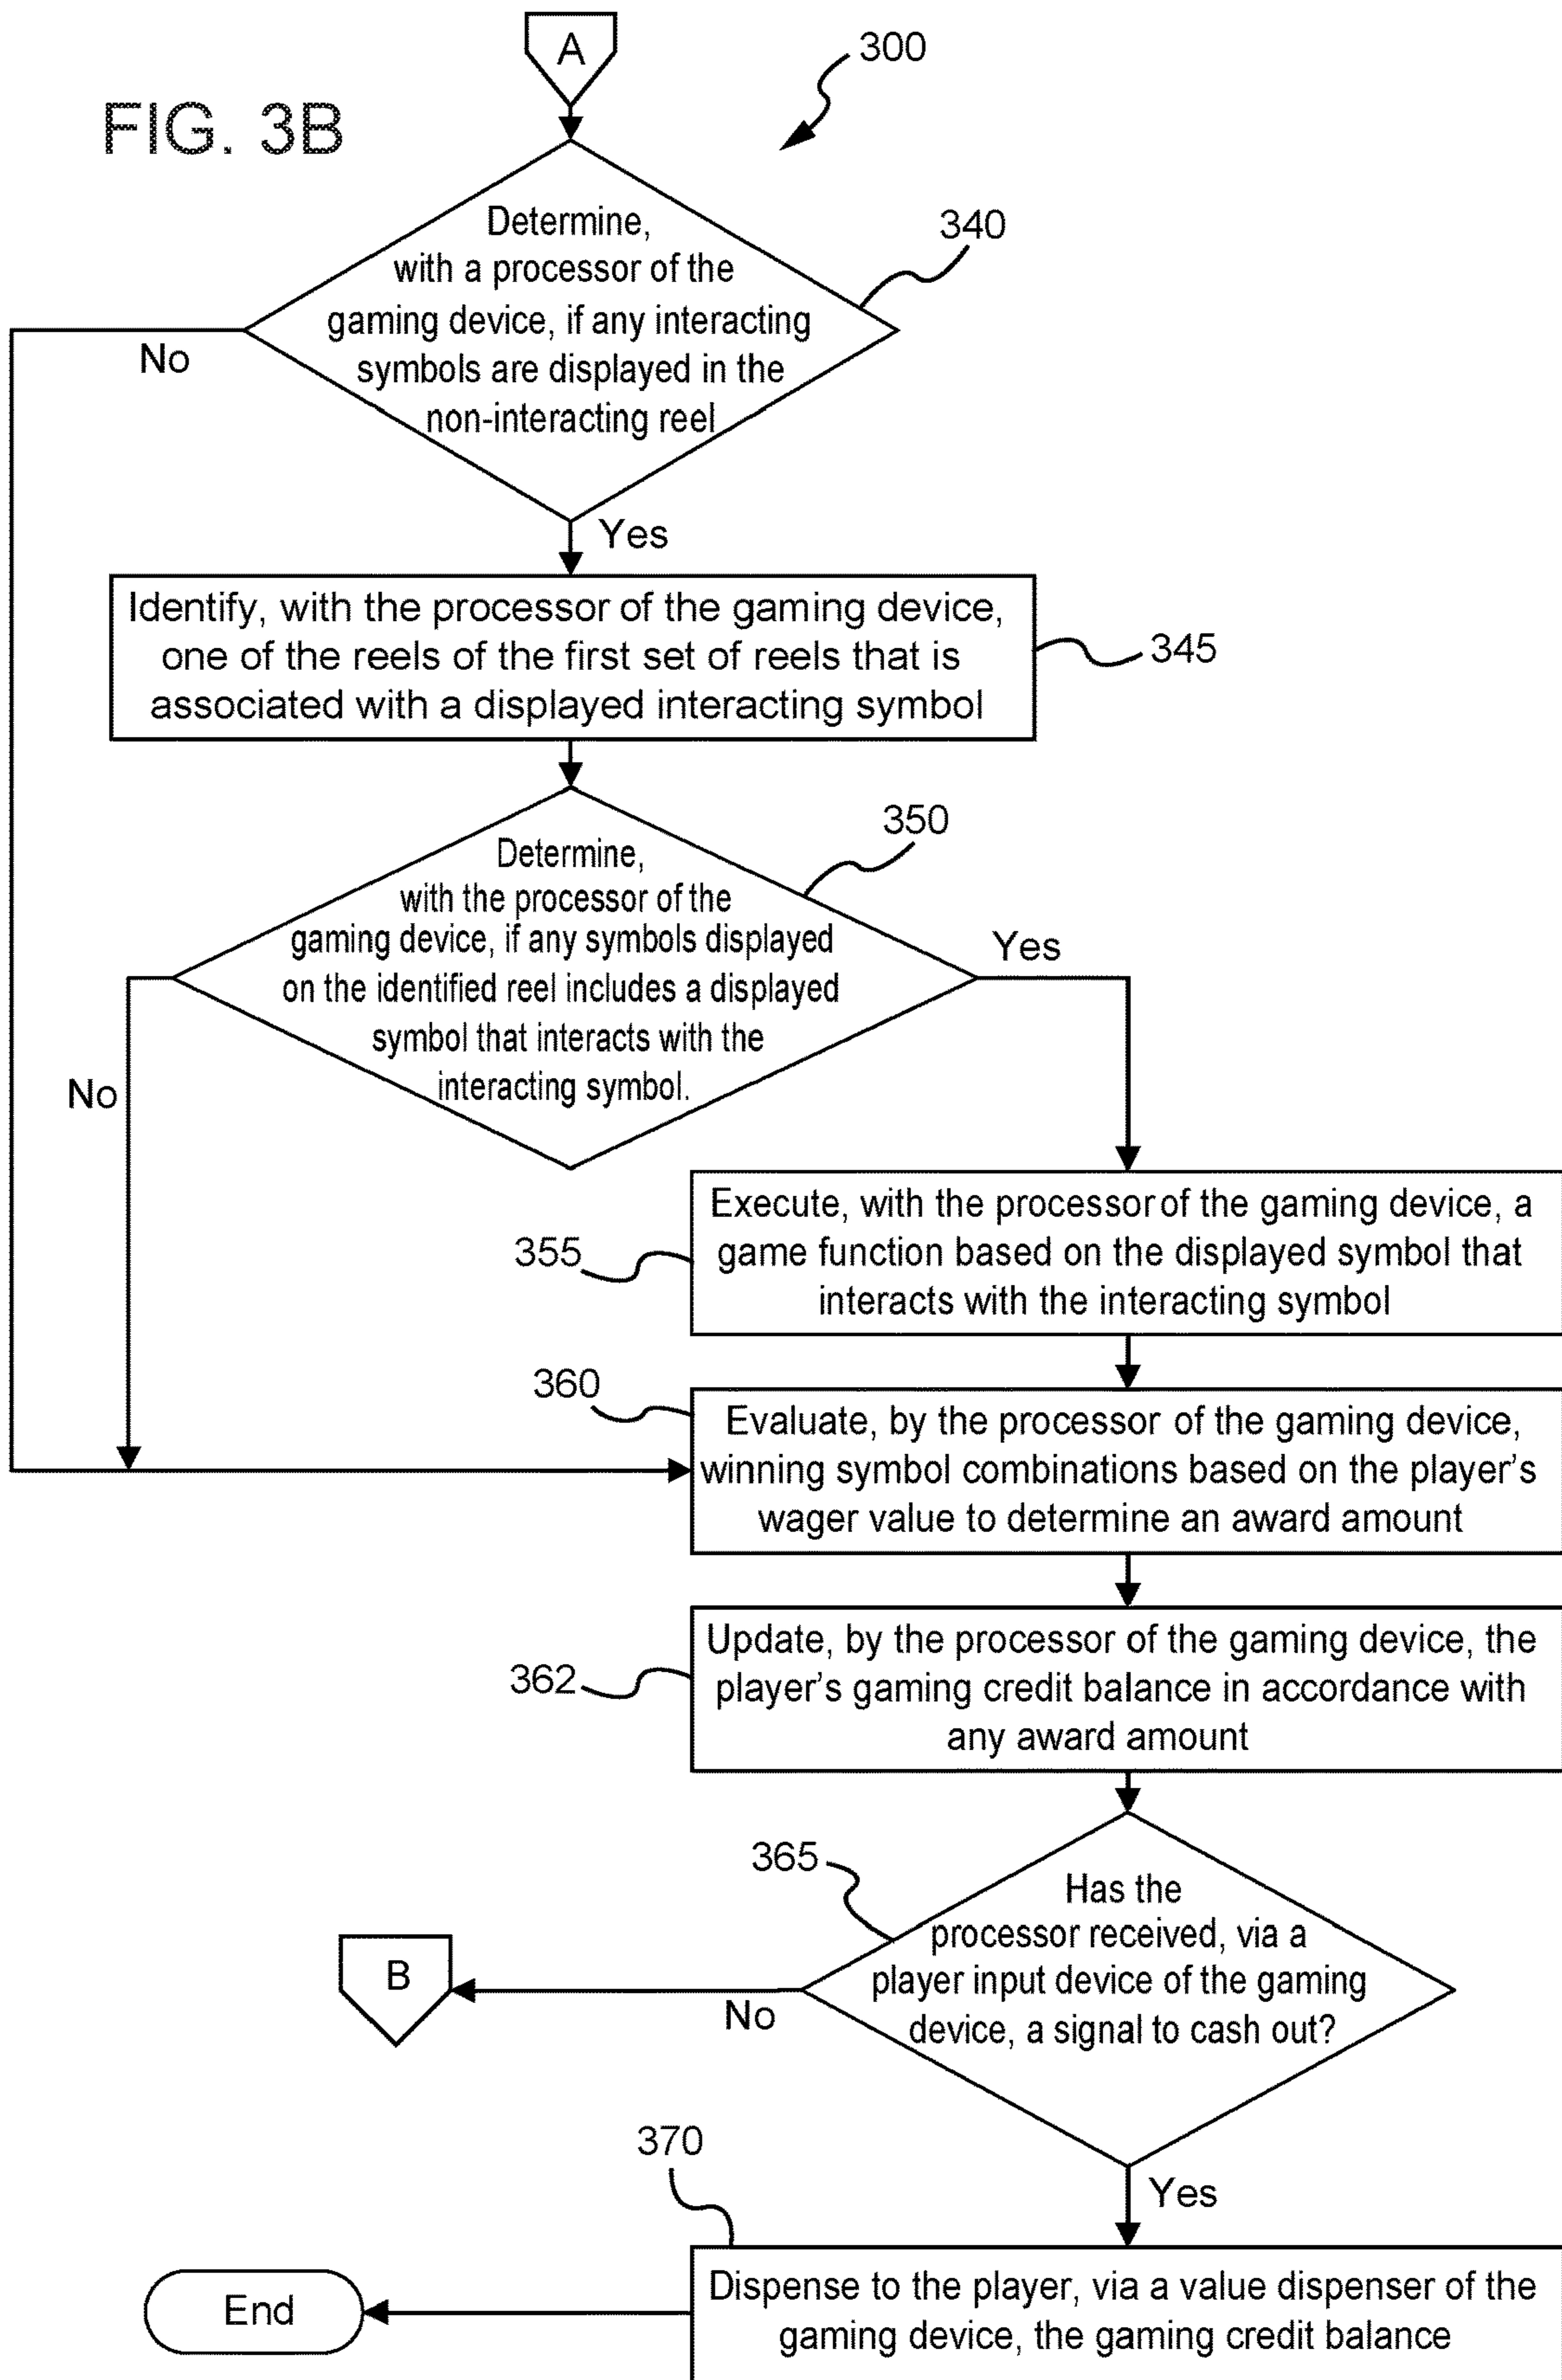 A
300
FIG. 3B
Determine,
with a processor of the
gaming device, if any interacting
symbols are displayed in the
non-interacting reel
340
No
Yes
Identify, with the processor of the gaming device,
one of the reels of the first set of reels that is
associated with a displayed interacting symbol
345
350
Determine,
with the processor of the
gaming device, if any symbols displayed
on the identified reel includes a displayed
symbol that interacts with the
interacting symbol.
Yes
No
Execute, with the processor of the gaming device, a
game function based on the displayed symbol that
interacts with the interacting symbol
355
360
Evaluate, by the processor of the gaming device,
winning symbol combinations based on the player's
wager value to determine an award amount
Update, by the processor of the gaming device, the
player's gaming credit balance in accordance with
any award amount
362
365
Has the
processor received, via a
player input device of the gaming
device, a signal to cash out?
B
No
Yes
370
Dispense to the player, via a value dispenser of the
gaming device, the gaming credit balance
End